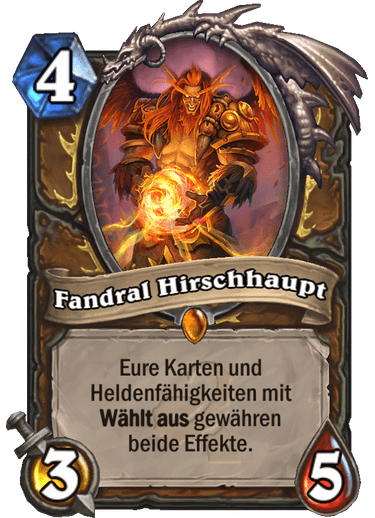 4
Fandral Hirschhaupt
Eure Karten und
Heldenfähigkeiten mit
Wählt aus gewähren
beide Effekte.
3
5